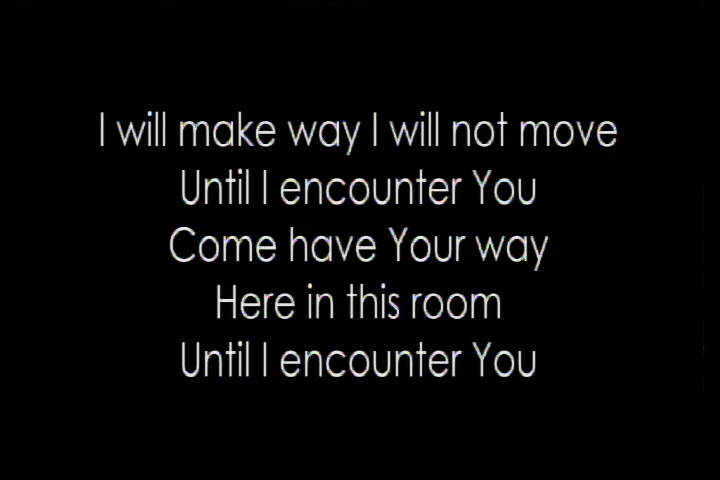 I will make way I will not move
Until I encounter You
Come have Your way
Here in this room
Until I encounter You